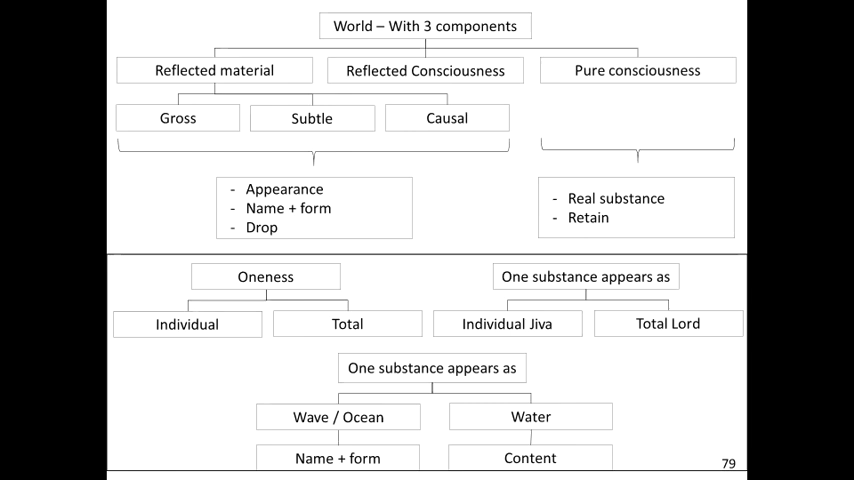 World – With 3 components
Reflected material
Reflected Consciousness
Pure consciousness
Gross
Subtle
Causal
- Appearance
- Name + form
- Drop
- Real substance
- Retain
Oneness
One substance appears as
Individual
Total
Individual Jiva
Total Lord
One substance appears as
Wave / Ocean
Water
Name + form
Content
79